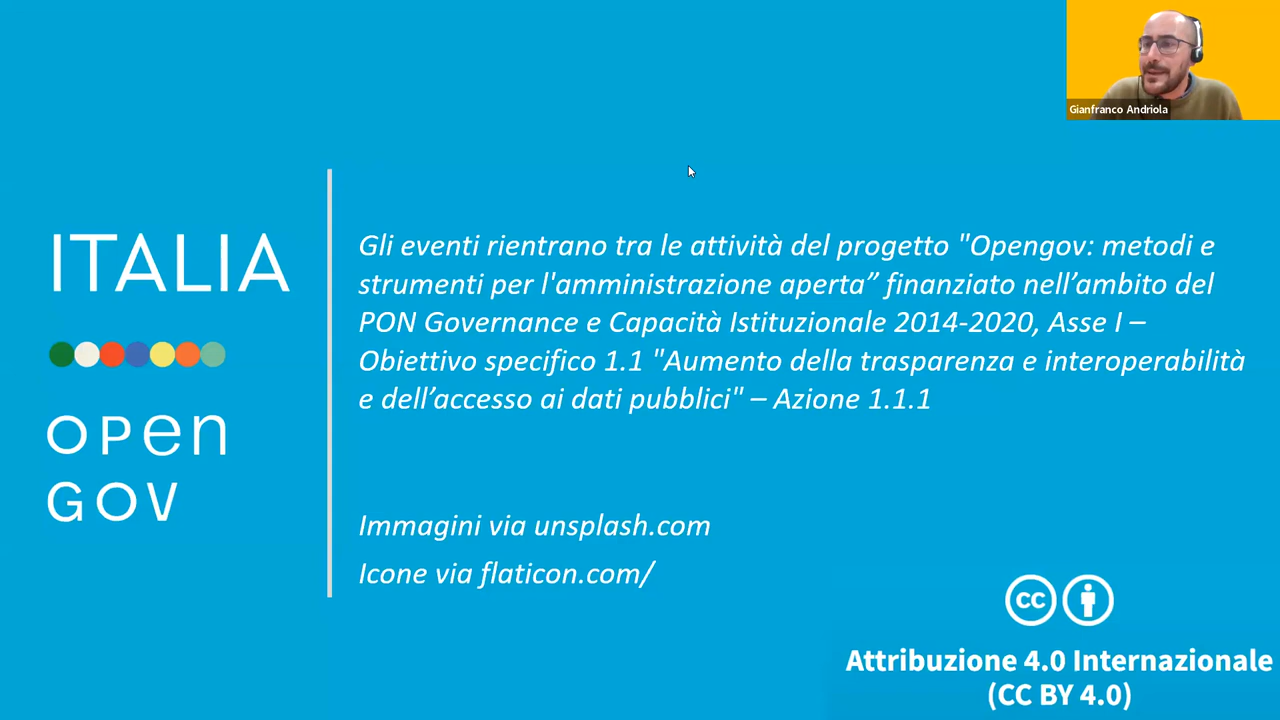 Gianfranco Andriola
ITALIA
OPEN
GOV
Gli eventi rientrano tra le attività del progetto "Opengov: metodi e
strumenti per l'amministrazione aperta” finanziato nell’ambito del
PON Governance e Capacità Istituzionale 2014-2020, Asse I –
Obiettivo specifico 1.1 "Aumento della trasparenza e interoperabilità
e dell’accesso ai dati pubblici" – Azione 1.1.1
Immagini via unsplash.com
Icone via flaticon.com/
cc
Attribuzione 4.0 Internazionale
(CC BY 4.0)